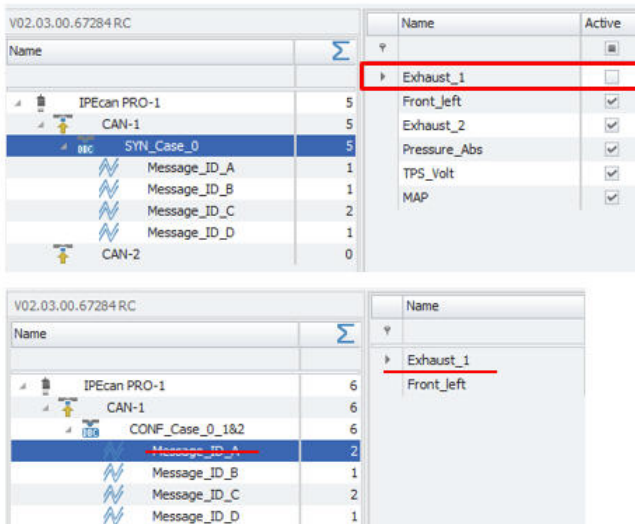 V02.03.00.67284 RC
Name Σ
IPEcan PRO-1 5
CAN-1 5
DBC SYN_Case_0 5
Message_ID_A 1
Message_ID_B 1
Message_ID_C 2
Message_ID_D 1
CAN-2 0
Name Active
Exhaust_1
Front_left
Exhaust_2
Pressure_Abs
TPS_Volt
MAP
V02.03.00.67284 RC
Name Σ
IPEcan PRO-1 6
CAN-1 6
DBC CONF_Case_0_1&2 6
Message_ID_A 2
Message_ID_B 1
Message_ID_C 2
Message_ID_D 1
Name
Exhaust_1
Front_left